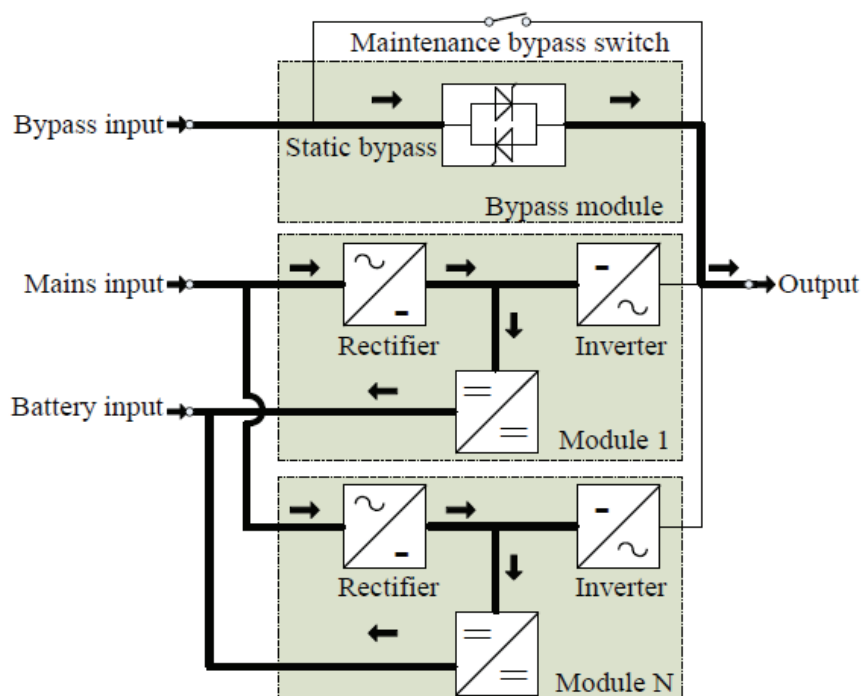 Maintenance bypass switch
Bypass input
Static bypass
Bypass module
Mains input
Output
Rectifier
Inverter
Battery input
Module 1
Rectifier
Inverter
Module N